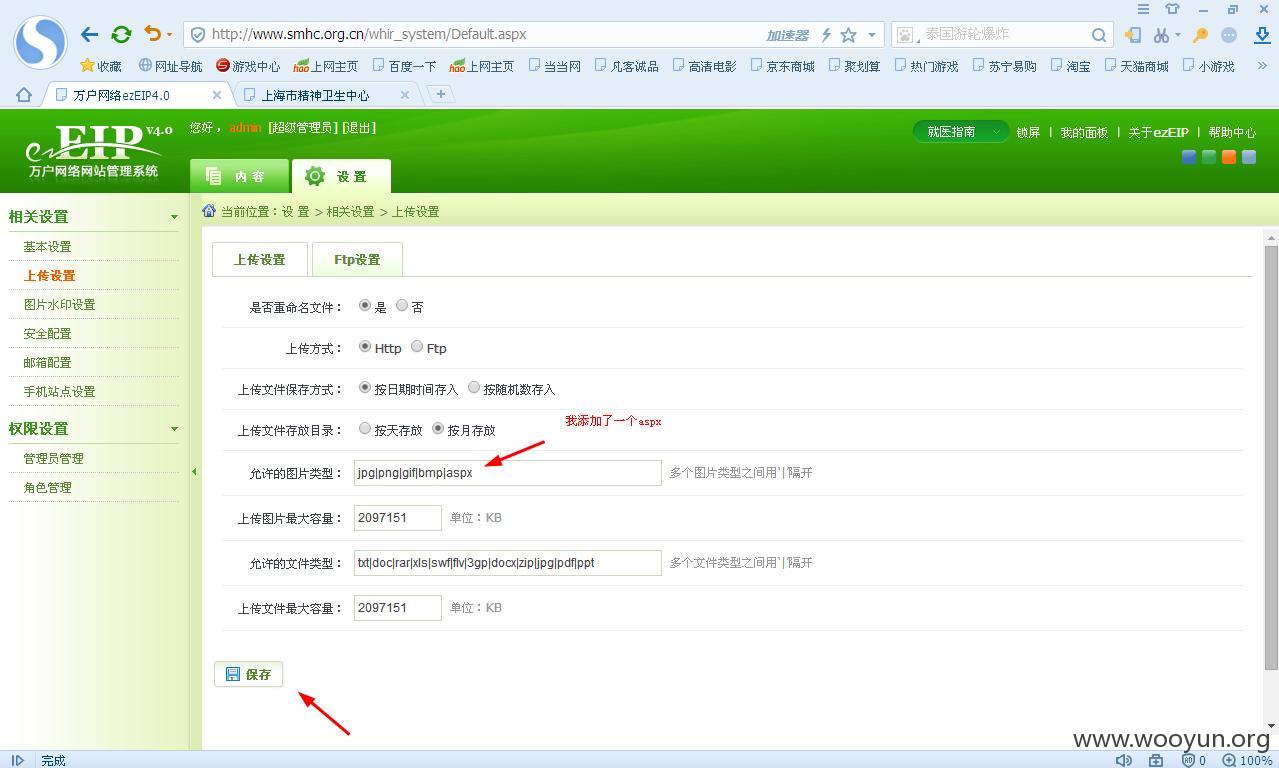 http://www.smhc.org.cn/whir_system/Default.aspx
加速器
泰国游轮爆炸
收藏 网址导航 游戏中心 上网主页 百度一下 上网主页 当当网 凡客诚品 高清电影 京东商城 聚划算 热门游戏 苏宁易购 淘宝 天猫商城 小游戏 »
万户网络ezEIP4.0 上海市精神卫生中心
ezEIP v4.0
万户网络网站管理系统
您好，admin [超级管理员] [退出]
就医指南 锁屏 | 我的面板 | 关于ezEIP | 帮助中心
内 容 设 置
当前位置：设 置 > 相关设置 > 上传设置
相关设置
基本设置
上传设置
图片水印设置
安全配置
邮箱配置
手机站点设置
权限设置
管理员管理
角色管理
上传设置 Ftp设置
是否重命名文件： 是 否
上传方式： Http Ftp
上传文件保存方式： 按日期时间存入 按随机数存入
我添加了一个aspx
上传文件存放目录： 按天存放 按月存放
允许的图片类型： jpg|png|gif|bmp|aspx 多个图片类型之间用'|'隔开
上传图片最大容量： 2097151 单位：KB
允许的文件类型： txt|doc|rar|xls|swf|flv|3gp|docx|zip|jpg|pdf|ppt 多个文件类型之间用'|'隔开
上传文件最大容量： 2097151 单位：KB
保存
www.wooyun.org
完成 0 100%